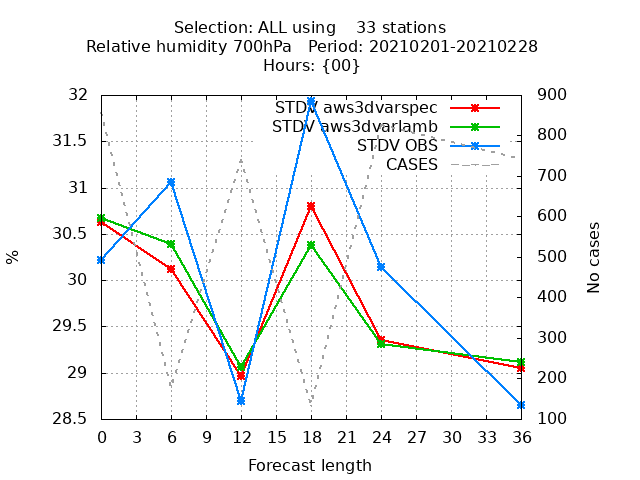 Selection: ALL using    33 stations
Relative humidity 700hPa   Period: 20210201-20210228
Hours: {00}
STDV aws3dvarspec
STDV aws3dvarlamb
STDV OBS
CASES
32
31.5
31
30.5
30
29.5
29
28.5
%
900
800
700
600
500
400
300
200
100
No cases
0 3 6 9 12 15 18 21 24 27 30 33 36
Forecast length